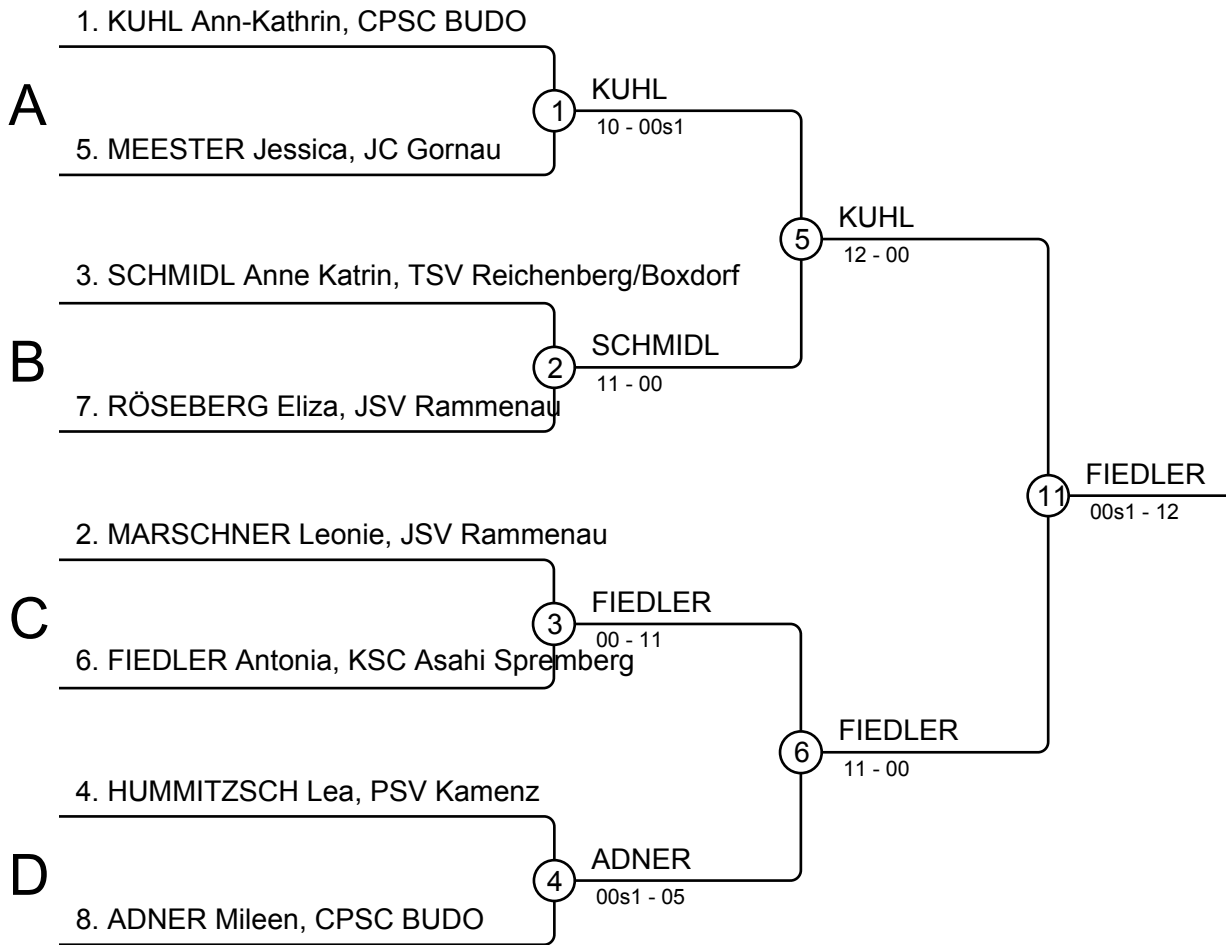 1. KUHL Ann-Kathrin, CPSC BUDO
A
1
KUHL
10 - 00s1
5. MEESTER Jessica, JC Gornau
5
KUHL
12 - 00
3. SCHMIDL Anne Katrin, TSV Reichenberg/Boxdorf
B
2
SCHMIDL
11 - 00
7. RÖSEBERG Eliza, JSV Rammenau
11
FIEDLER
00s1 - 12
2. MARSCHNER Leonie, JSV Rammenau
C
3
FIEDLER
00 - 11
6. FIEDLER Antonia, KSC Asahi Spremberg
6
FIEDLER
11 - 00
4. HUMMITZSCH Lea, PSV Kamenz
D
4
ADNER
00s1 - 05
8. ADNER Mileen, CPSC BUDO